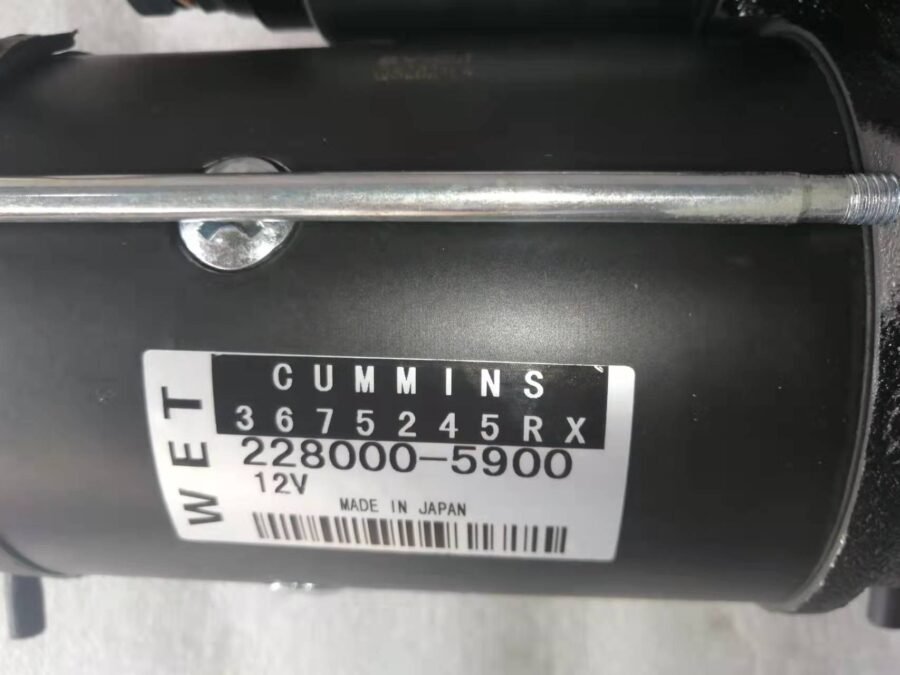 WET
CUMMINS
3675245RX
228000-5900
12V
MADE IN JAPAN